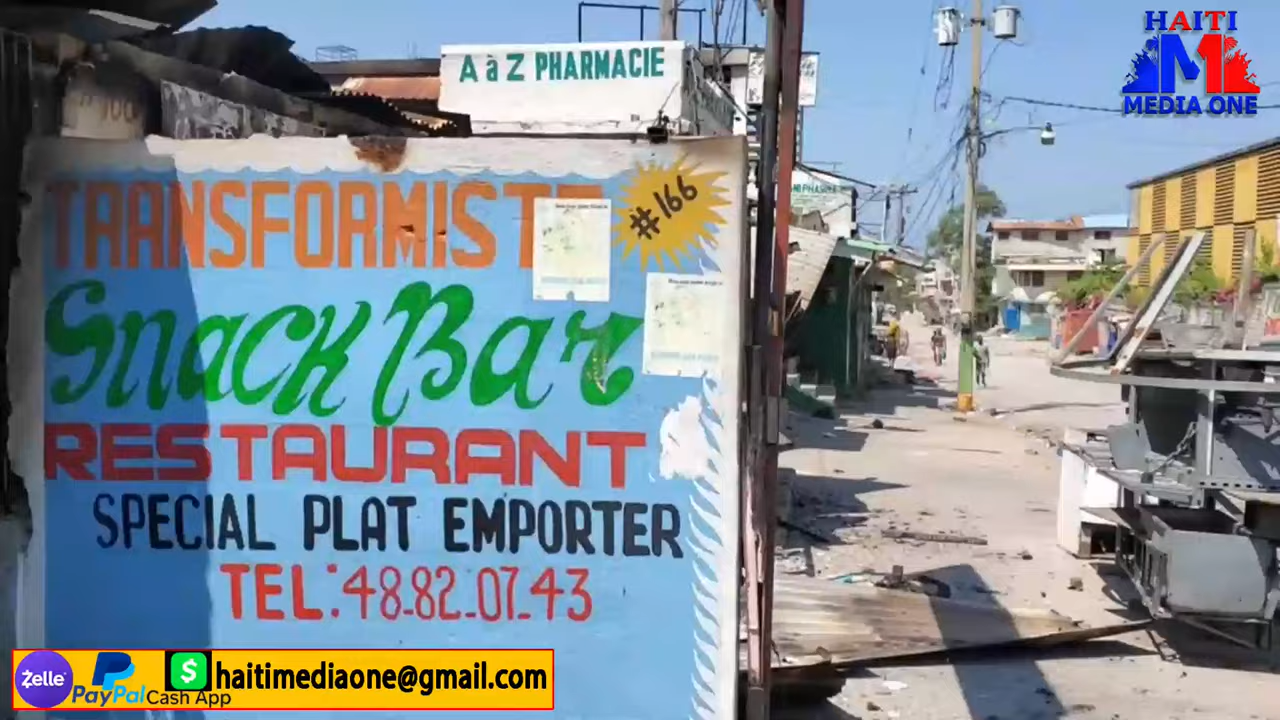 HAITI
MEDIA ONE
A à Z PHARMACIE
TRANSFORMISTE
#166
Snack Bar
RESTAURANT
SPECIAL PLAT EMPORTER
TEL:48-82-07-43
Zelle
PayPal
Cash App
haitimediaone@gmail.com